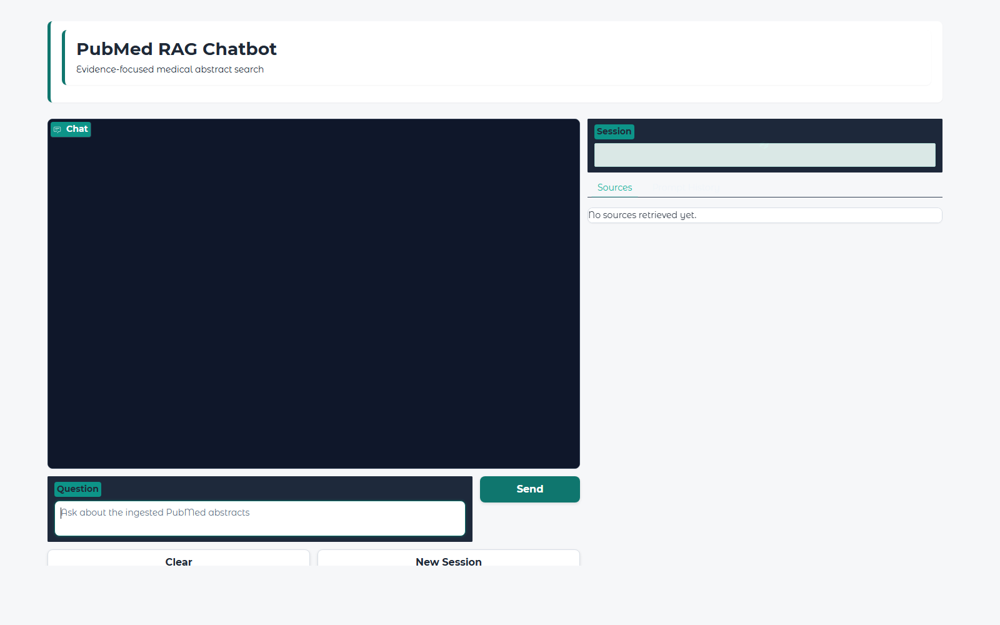 PubMed RAG Chatbot
Evidence-focused medical abstract search
Chat
Session
Sources
No sources retrieved yet.
Question
Ask about the ingested PubMed abstracts
Send
Clear
New Session